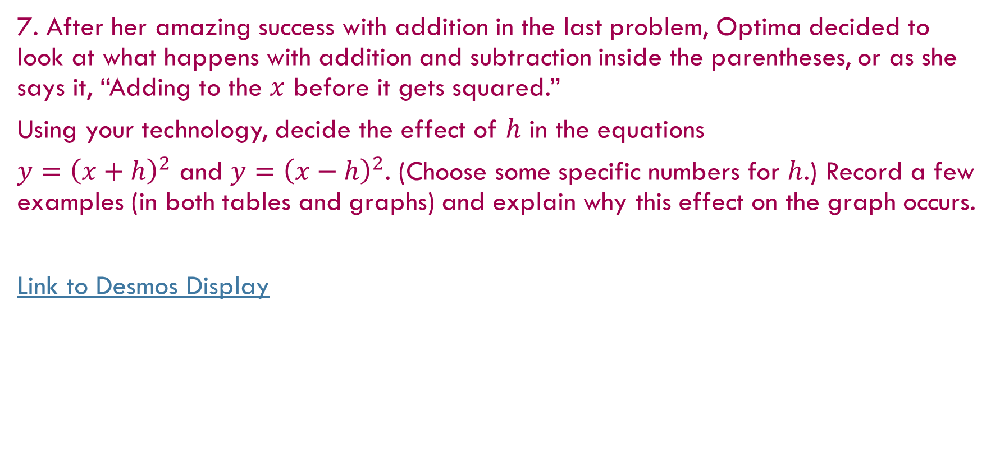 7. After her amazing success with addition in the last problem, Optima decided to
look at what happens with addition and subtraction inside the parentheses, or as she
says it, “Adding to the 𝑥 before it gets squared.”
Using your technology, decide the effect of ℎ in the equations
𝑦 = (𝑥 + ℎ)² and 𝑦 = (𝑥 − ℎ)². (Choose some specific numbers for ℎ.) Record a few
examples (in both tables and graphs) and explain why this effect on the graph occurs.
Link to Desmos Display